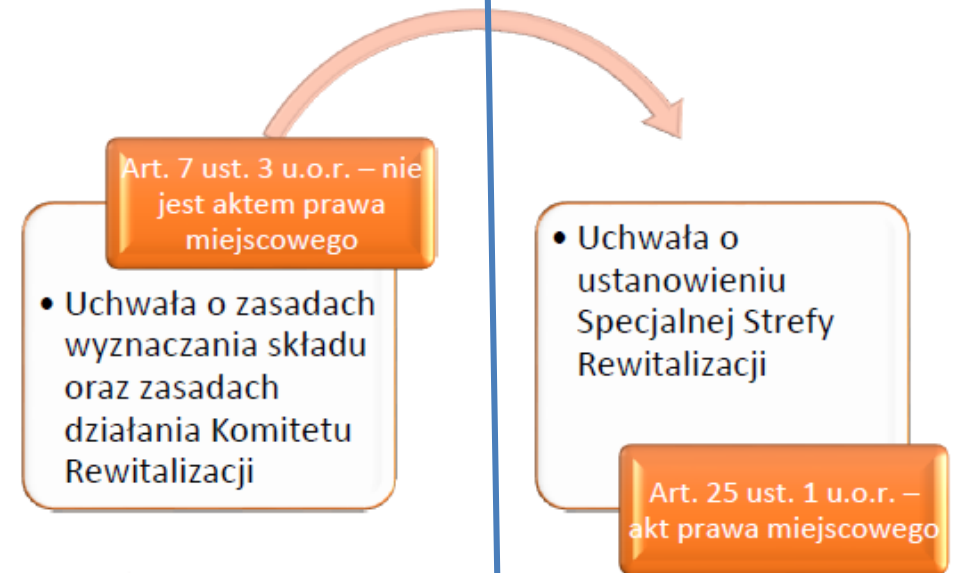 Art. 7 ust. 3 u.o.r. – nie
jest aktem prawa
miejscowego
• Uchwała o zasadach
wyznaczania składu
oraz zasadach
działania Komitetu
Rewitalizacji
• Uchwała o
ustanowieniu
Specjalnej Strefy
Rewitalizacji
Art. 25 ust. 1 u.o.r. –
akt prawa miejscowego